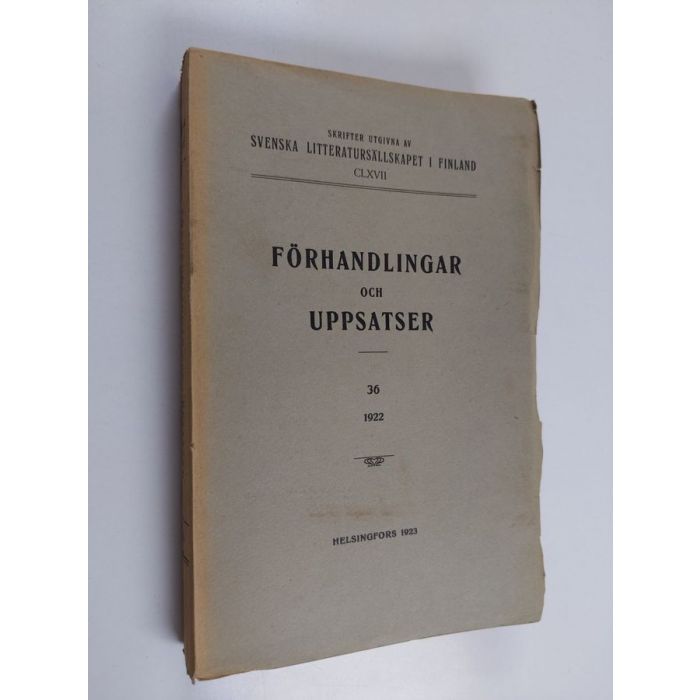 SKRIFTER UTGIVNA AV
SVENSKA LITTERATURSÄLLSKAPET I FINLAND
CLXVII
FÖRHANDLINGAR
OCH
UPPSATSER
36
1922
HELSINGFORS 1923